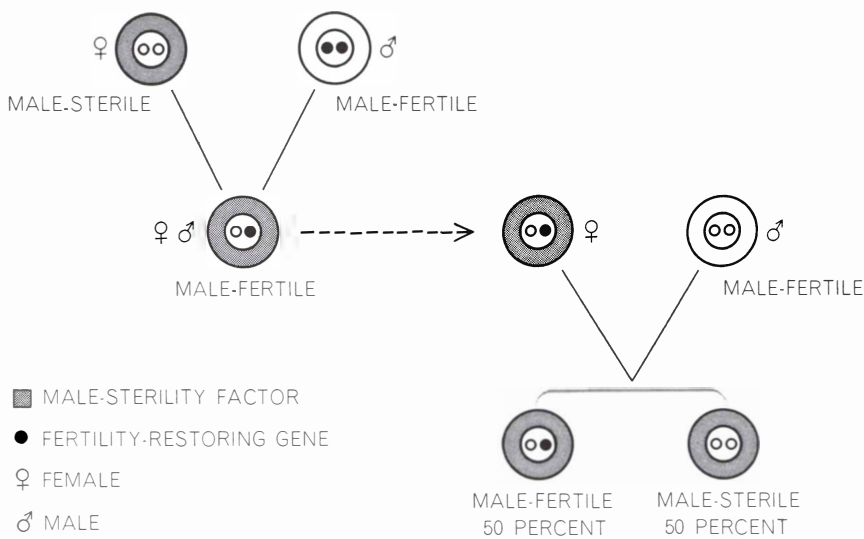 ♀
♂
MALE-STERILE
MALE-FERTILE
♀ ♂
♀
♂
MALE-FERTILE
MALE-FERTILE
MALE-STERILITY FACTOR
FERTILITY-RESTORING GENE
♀ FEMALE
♂ MALE
MALE-FERTILE
50 PERCENT
MALE-STERILE
50 PERCENT